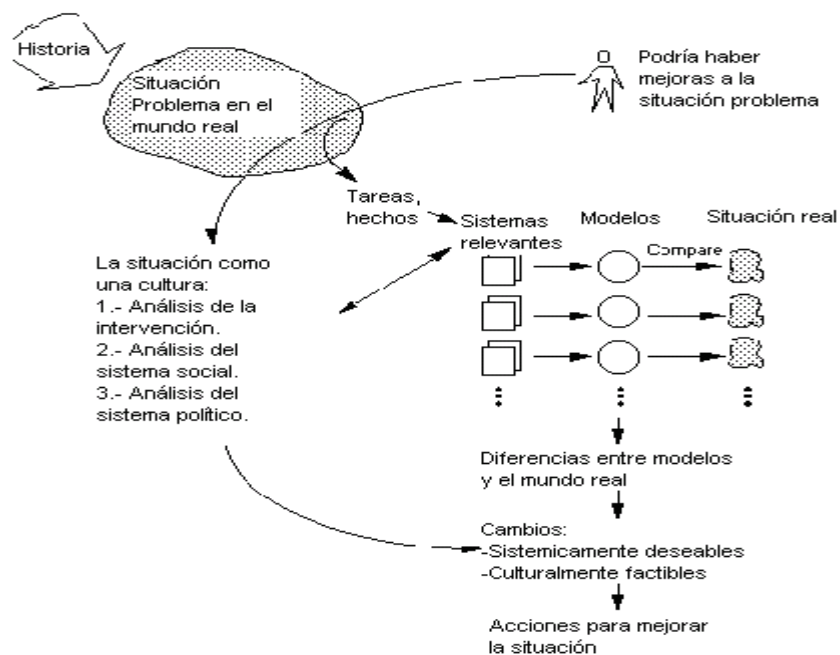 Historia
Situación
Problema en el
mundo real
Podría haber
mejoras a la
situación problema
Tareas,
hechos
Sistemas
relevantes
Modelos
Situación real
Compare
La situación como
una cultura:
1.- Análisis de la
intervención.
2.- Análisis del
sistema social.
3.- Análisis del
sistema político.
Diferencias entre modelos
y el mundo real
Cambios:
-Sistemicamente deseables
-Culturalmente factibles
Acciones para mejorar
la situación